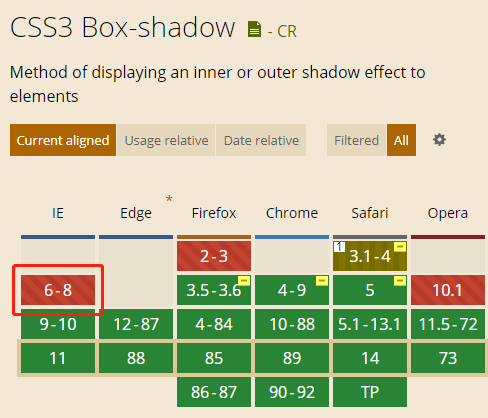 CSS3 Box-shadow - CR
Method of displaying an inner or outer shadow effect to
elements
Current aligned Usage relative Date relative Filtered All
*
IE Edge Firefox Chrome Safari Opera
2-3 1 3.1-4
6-8 3.5-3.6 4-9 5 10.1
9-10 12-87 4-84 10-88 5.1-13.1 11.5-72
11 88 85 89 14 73
86-87 90-92 TP